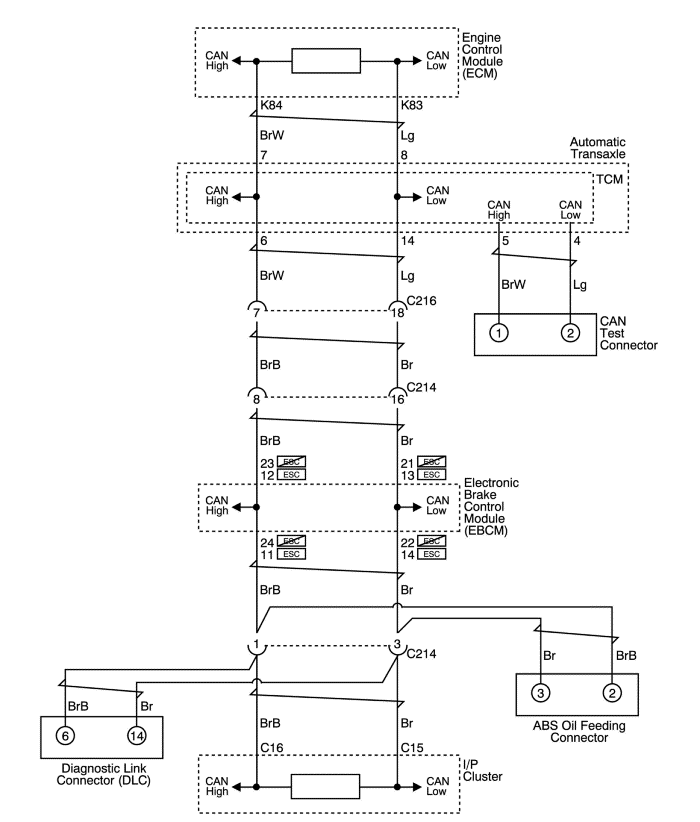 Engine
Control
Module
(ECM)
CAN
High
CAN
Low
K84
K83
BrW
Lg
7
8
Automatic
Transaxle
TCM
CAN
High
CAN
Low
CAN
High
CAN
Low
6
14
5
4
BrW
Lg
BrW
Lg
C216
7
18
1
2
CAN
Test
Connector
BrB
Br
C214
8
16
BrB
Br
23 ESC
12 ESC
21 ESC
13 ESC
Electronic
Brake
Control
Module
(EBCM)
CAN
High
CAN
Low
24 ESC
11 ESC
22 ESC
14 ESC
BrB
Br
1
3
C214
Br
BrB
3
2
ABS Oil Feeding
Connector
BrB
Br
6
14
Diagnostic Link
Connector (DLC)
BrB
Br
C16
C15
I/P
Cluster
CAN
High
CAN
Low